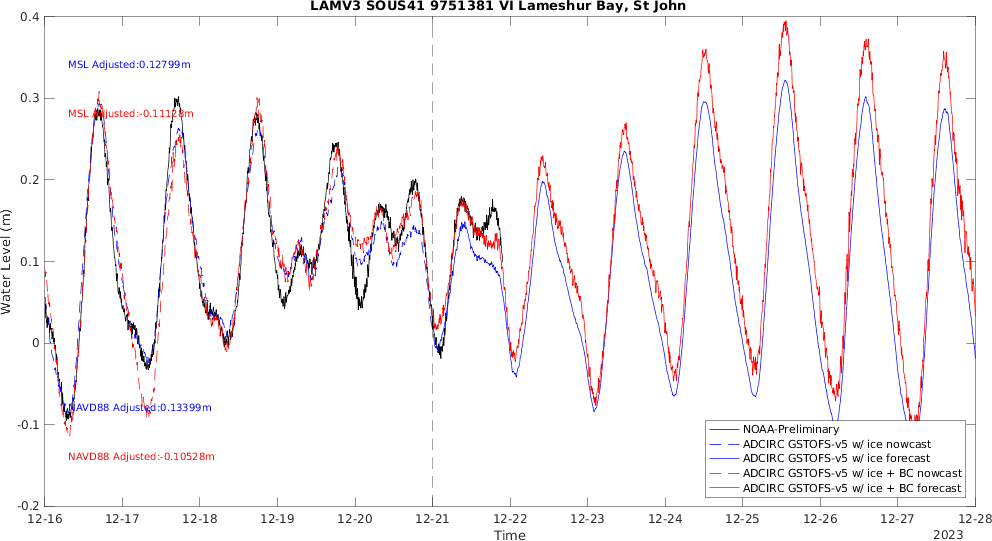 LAMV3 SOUS41 9751381 VI Lameshur Bay, St John
0.4
0.3
0.2
0.1
0
-0.1
-0.2
Water Level (m)
MSL Adjusted:0.12799m
MSL Adjusted:-0.11128m
NAVD88 Adjusted:0.13399m
NAVD88 Adjusted:-0.10528m
NOAA-Preliminary
ADCIRC GSTOFS-v5 w/ ice nowcast
ADCIRC GSTOFS-v5 w/ ice forecast
ADCIRC GSTOFS-v5 w/ ice + BC nowcast
ADCIRC GSTOFS-v5 w/ ice + BC forecast
12-16 12-17 12-18 12-19 12-20 12-21 12-22 12-23 12-24 12-25 12-26 12-27 12-28
Time
2023